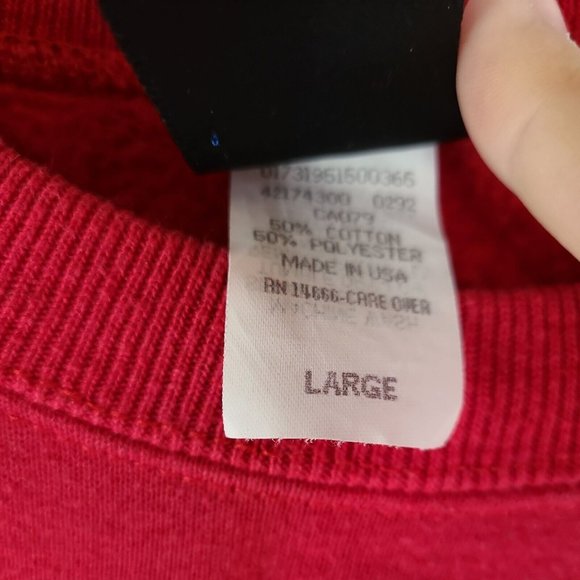 01731951500365
42174300 0292
CA079
50% COTTON
50% POLYESTER
MADE IN USA
RN 14666-CARE OVER
LARGE